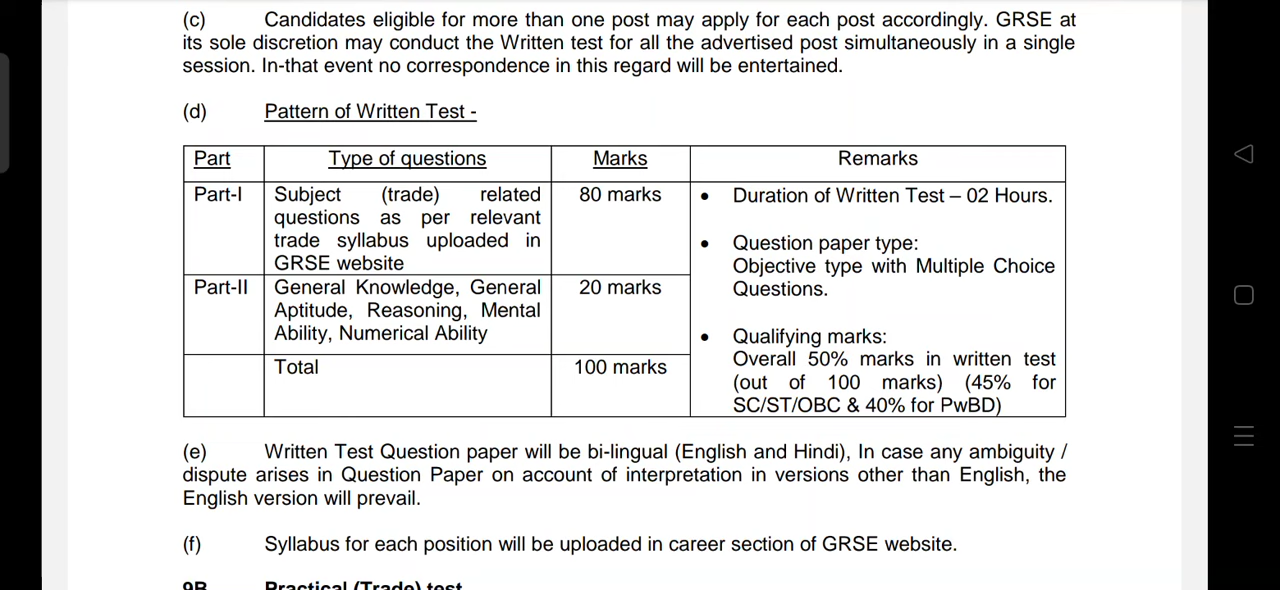 (c) Candidates eligible for more than one post may apply for each post accordingly. GRSE at
its sole discretion may conduct the Written test for all the advertised post simultaneously in a single
session. In-that event no correspondence in this regard will be entertained.
(d) Pattern of Written Test -
Part Type of questions Marks Remarks
Part-I Subject (trade) related
questions as per relevant
trade syllabus uploaded in
GRSE website
80 marks
Part-II General Knowledge, General
Aptitude, Reasoning, Mental
Ability, Numerical Ability
20 marks
Total 100 marks
• Duration of Written Test – 02 Hours.
• Question paper type:
Objective type with Multiple Choice
Questions.
• Qualifying marks:
Overall 50% marks in written test
(out of 100 marks) (45% for
SC/ST/OBC & 40% for PwBD)
(e) Written Test Question paper will be bi-lingual (English and Hindi), In case any ambiguity /
dispute arises in Question Paper on account of interpretation in versions other than English, the
English version will prevail.
(f) Syllabus for each position will be uploaded in career section of GRSE website.
9B Practical (Trade) test